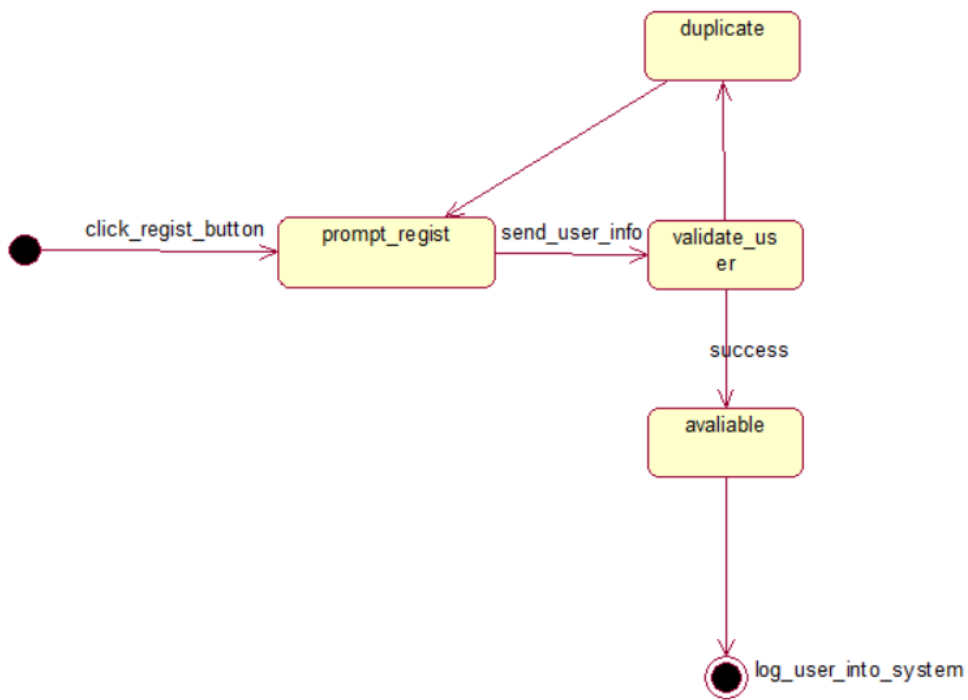 duplicate
click_regist_button
prompt_regist
send_user_info
validate_us
er
success
avaliable
log_user_into_system